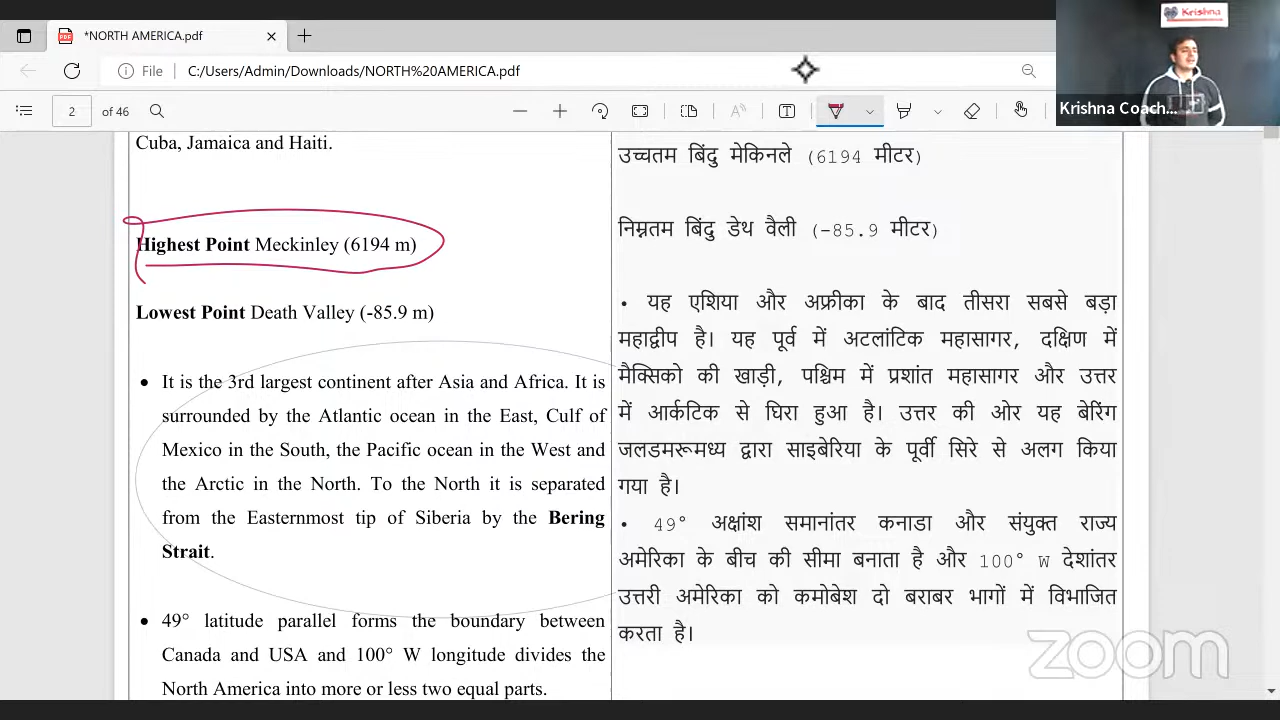 *NORTH AMERICA.pdf
Krishna
File
C:/Users/Admin/Downloads/NORTH%20AMERICA.pdf
2 of 46
Krishna Coach...
Cuba, Jamaica and Haiti.
Highest Point Meckinley (6194 m)
Lowest Point Death Valley (-85.9 m)
• It is the 3rd largest continent after Asia and Africa. It is
surrounded by the Atlantic ocean in the East, Culf of
Mexico in the South, the Pacific ocean in the West and
the Arctic in the North. To the North it is separated
from the Easternmost tip of Siberia by the Bering
Strait.
• 49° latitude parallel forms the boundary between
Canada and USA and 100° W longitude divides the
North America into more or less two equal parts.
उच्चतम बिंदु मेकिनले (6194 मीटर)
निम्नतम बिंदु डेथ वैली (-85.9 मीटर)
• यह एशिया और अफ्रीका के बाद तीसरा सबसे बड़ा
महाद्वीप है। यह पूर्व में अटलांटिक महासागर, दक्षिण में
मैक्सिको की खाड़ी, पश्चिम में प्रशांत महासागर और उत्तर
में आर्कटिक से घिरा हुआ है। उत्तर की ओर यह बेरिंग
जलडमरूमध्य द्वारा साइबेरिया के पूर्वी सिरे से अलग किया
गया है।
• 49° अक्षांश समानांतर कनाडा और संयुक्त राज्य
अमेरिका के बीच की सीमा बनाता है और 100° W देशांतर
उत्तरी अमेरिका को कमोबेश दो बराबर भागों में विभाजित
करता है।
zoom